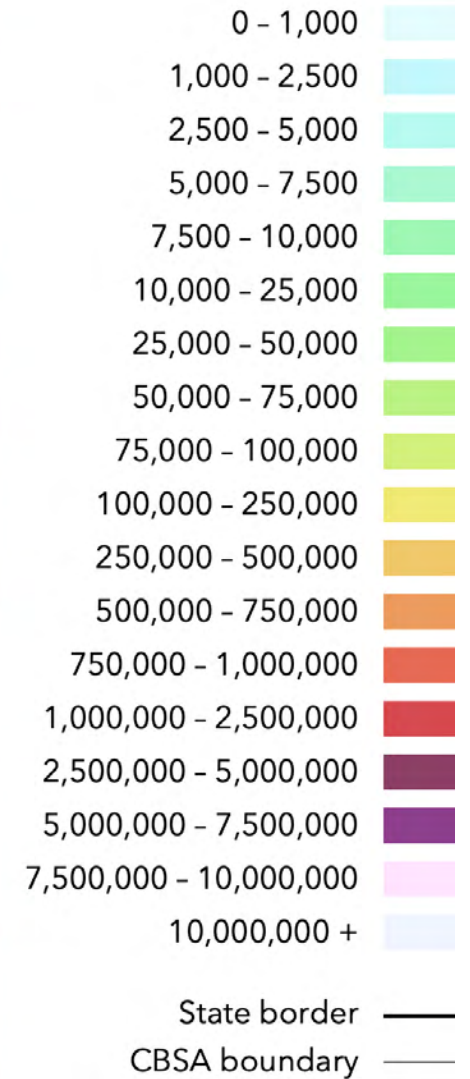 0 – 1,000
1,000 – 2,500
2,500 – 5,000
5,000 – 7,500
7,500 – 10,000
10,000 – 25,000
25,000 – 50,000
50,000 – 75,000
75,000 – 100,000
100,000 – 250,000
250,000 – 500,000
500,000 – 750,000
750,000 – 1,000,000
1,000,000 – 2,500,000
2,500,000 – 5,000,000
5,000,000 – 7,500,000
7,500,000 – 10,000,000
10,000,000 +
State border
CBSA boundary